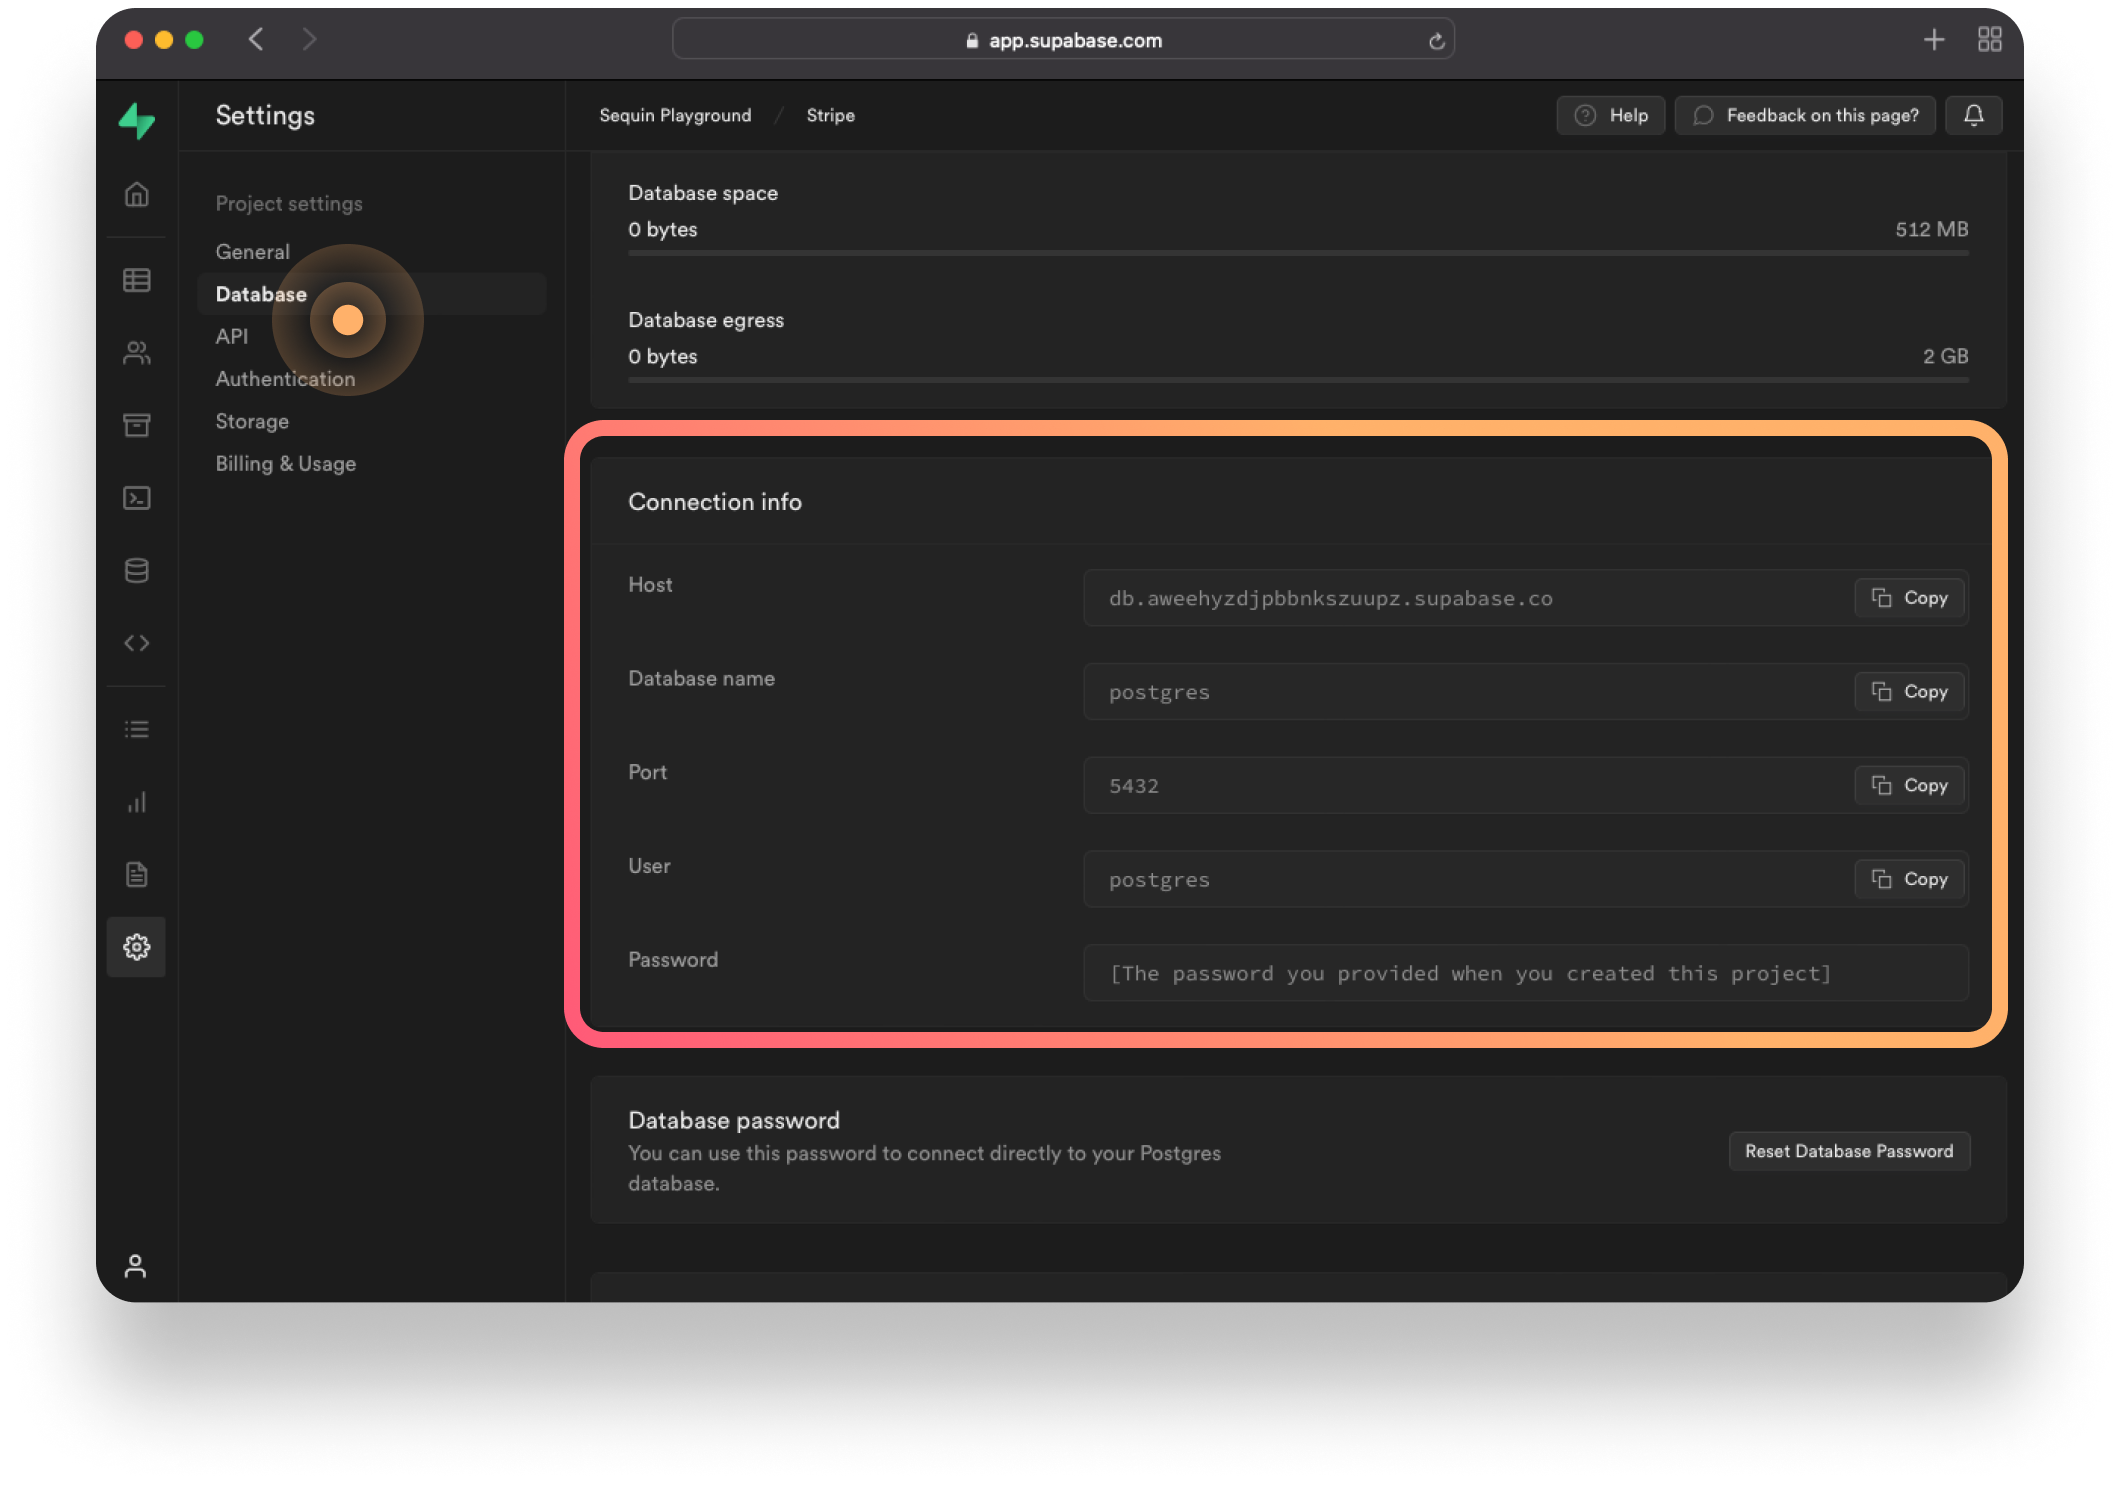 app.supabase.com
Settings
Sequin Playground / Stripe
Help
Feedback on this page?
Project settings
General
Database
API
Authentication
Storage
Billing & Usage
Database space
0 bytes
512 MB
Database egress
0 bytes
2 GB
Connection info
Host
db.aweehyzdjpbbnkszuupz.supabase.co
Copy
Database name
postgres
Copy
Port
5432
Copy
User
postgres
Copy
Password
[The password you provided when you created this project]
Database password
You can use this password to connect directly to your Postgres
database.
Reset Database Password